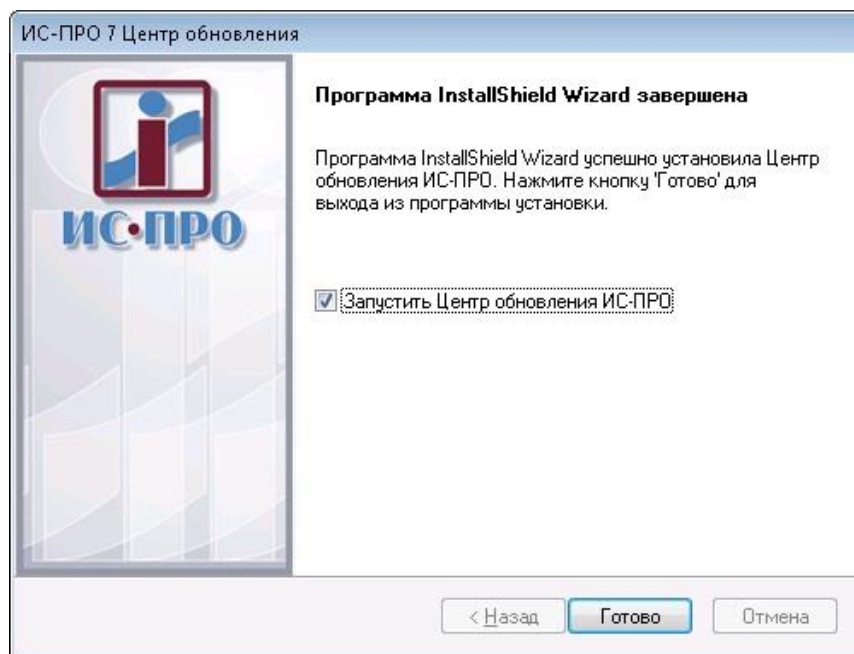 ИС-ПРО 7 Центр обновления
ИС·ПРО
Программа InstallShield Wizard завершена
Программа InstallShield Wizard успешно установила Центр
обновления ИС-ПРО. Нажмите кнопку 'Готово' для
выхода из программы установки.
Запустить Центр обновления ИС-ПРО
< Назад
Готово
Отмена